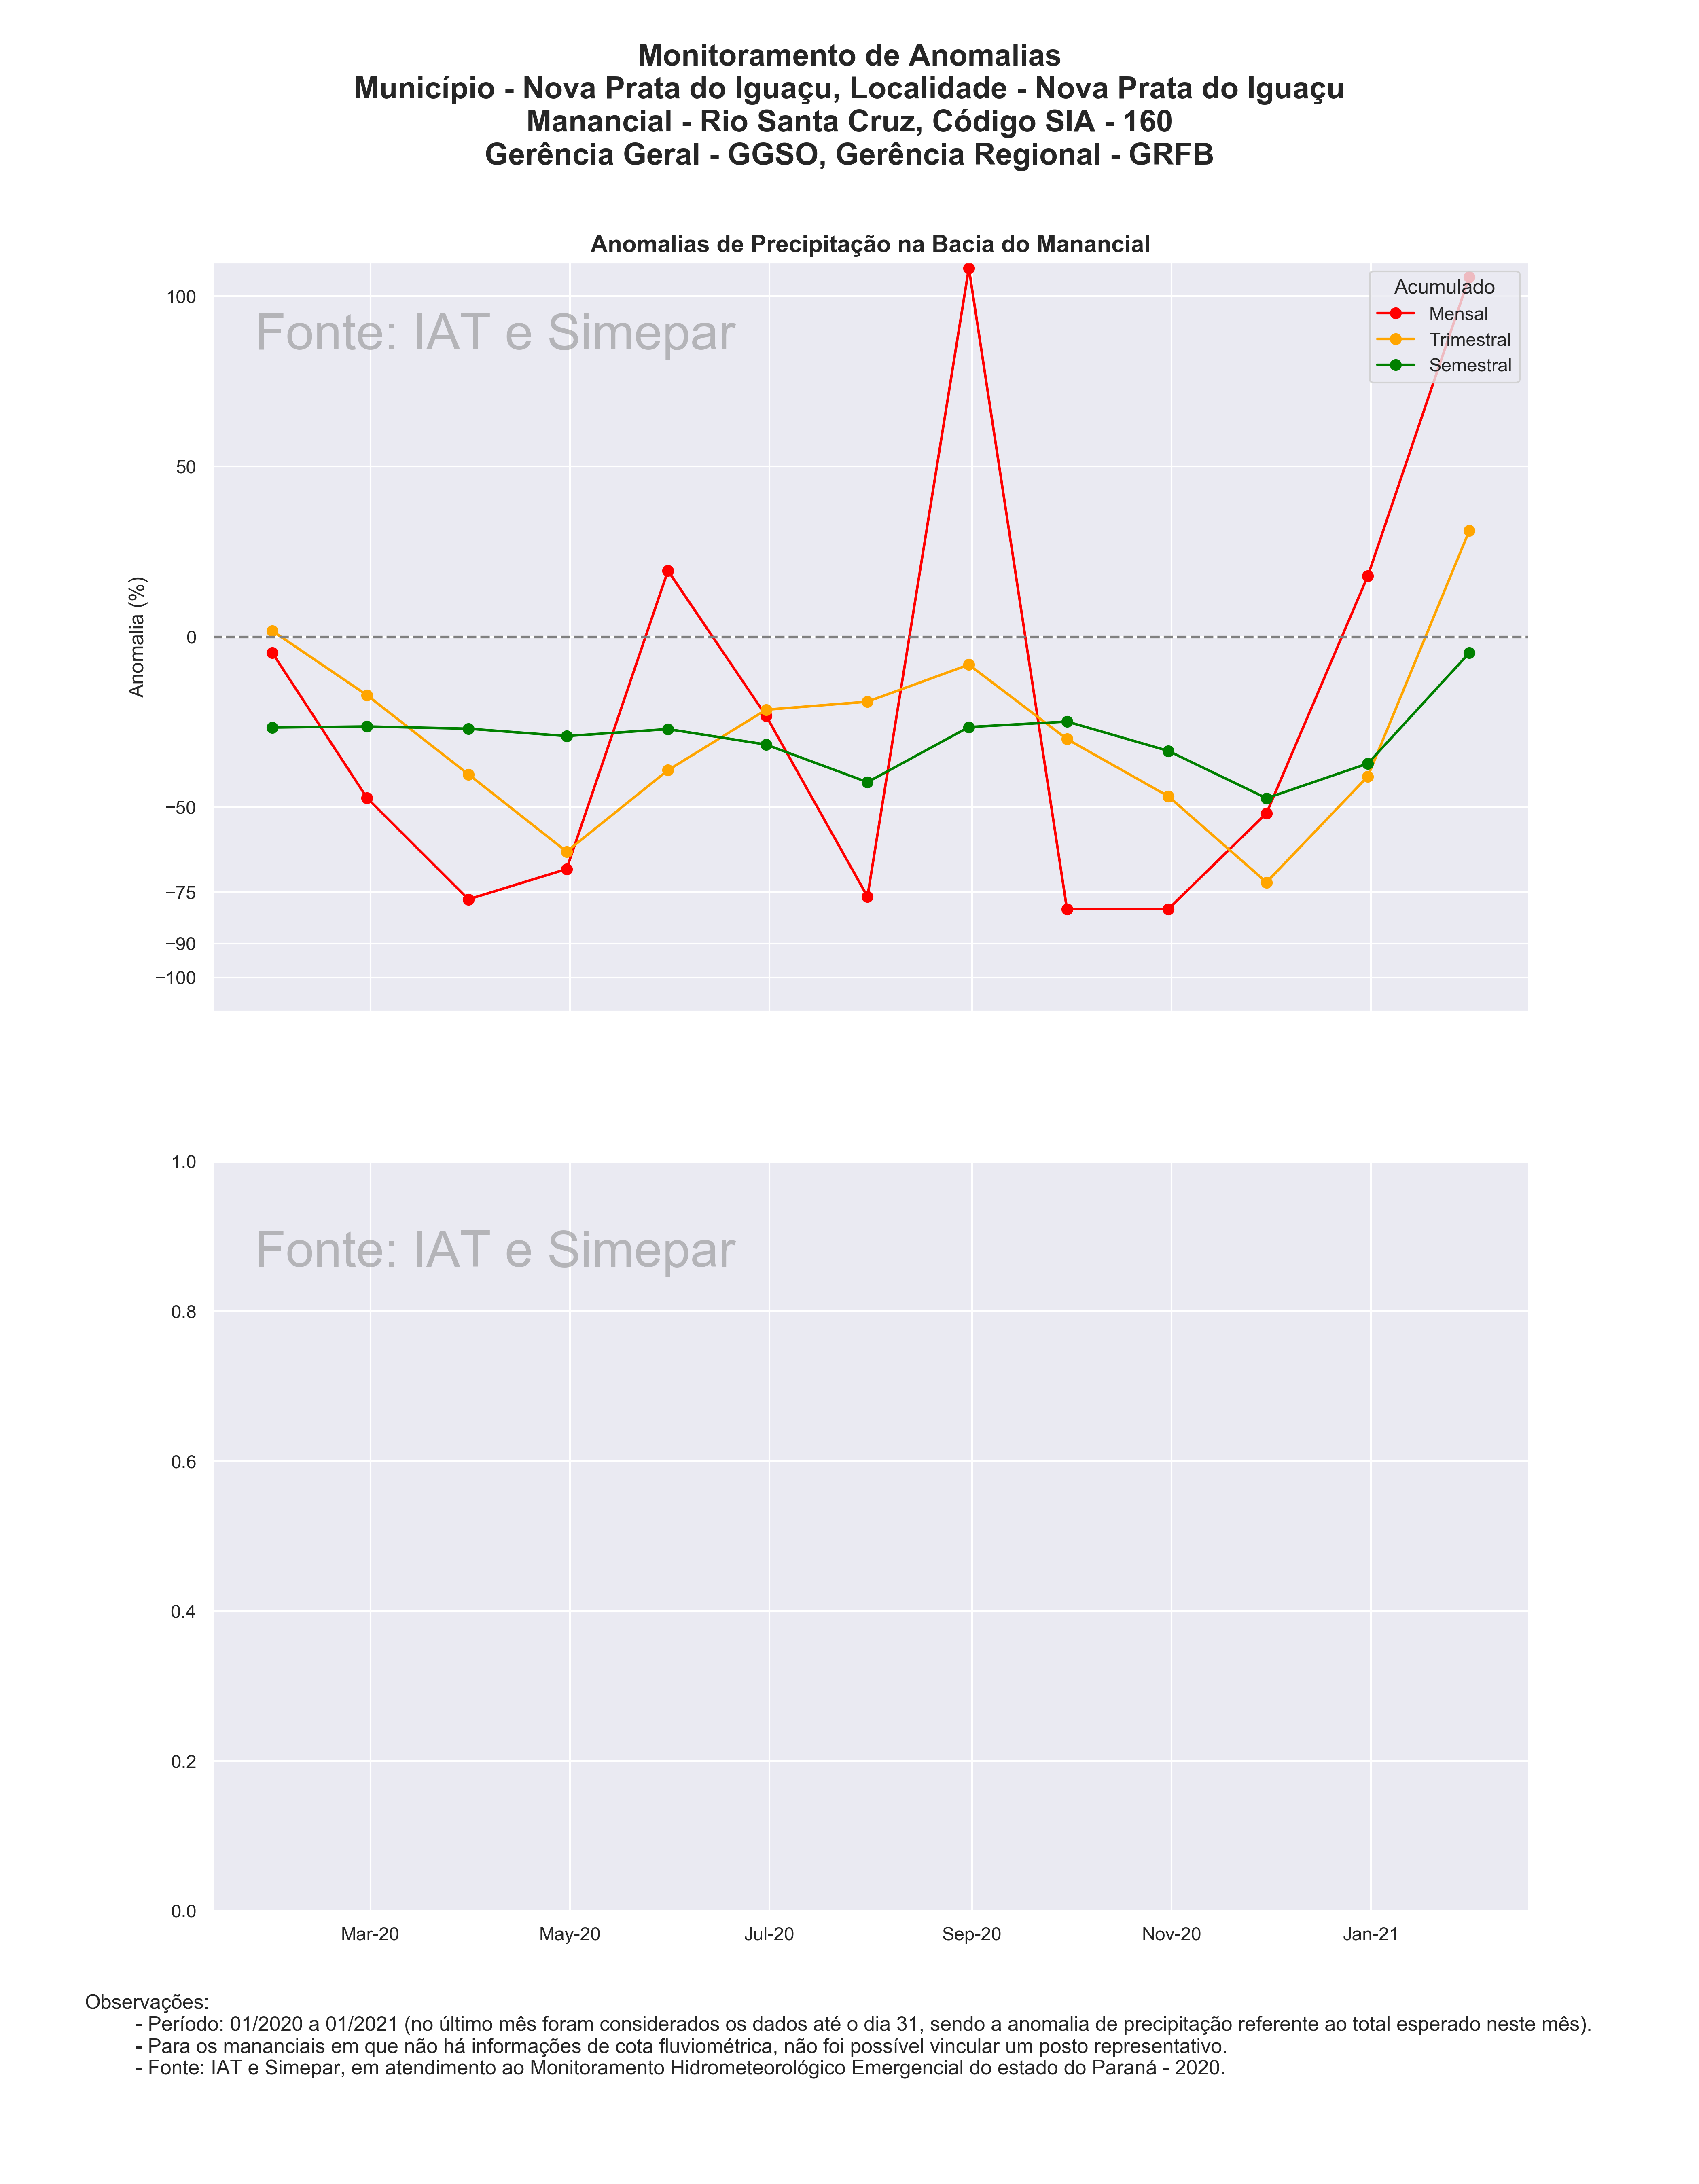 Monitoramento de Anomalias
Município - Nova Prata do Iguaçu, Localidade - Nova Prata do Iguaçu
Manancial - Rio Santa Cruz, Código SIA - 160
Gerência Geral - GGSO, Gerência Regional - GRFB
Anomalias de Precipitação na Bacia do Manancial
Fonte: IAT e Simepar
Acumulado
Mensal
Trimestral
Semestral
Anomalia (%)
100
50
0
−50
−75
−90
−100
Fonte: IAT e Simepar
1.0
0.8
0.6
0.4
0.2
0.0
Mar-20 May-20 Jul-20 Sep-20 Nov-20 Jan-21
Observações:
- Período: 01/2020 a 01/2021 (no último mês foram considerados os dados até o dia 31, sendo a anomalia de precipitação referente ao total esperado neste mês).
- Para os mananciais em que não há informações de cota fluviométrica, não foi possível vincular um posto representativo.
- Fonte: IAT e Simepar, em atendimento ao Monitoramento Hidrometeorológico Emergencial do estado do Paraná - 2020.